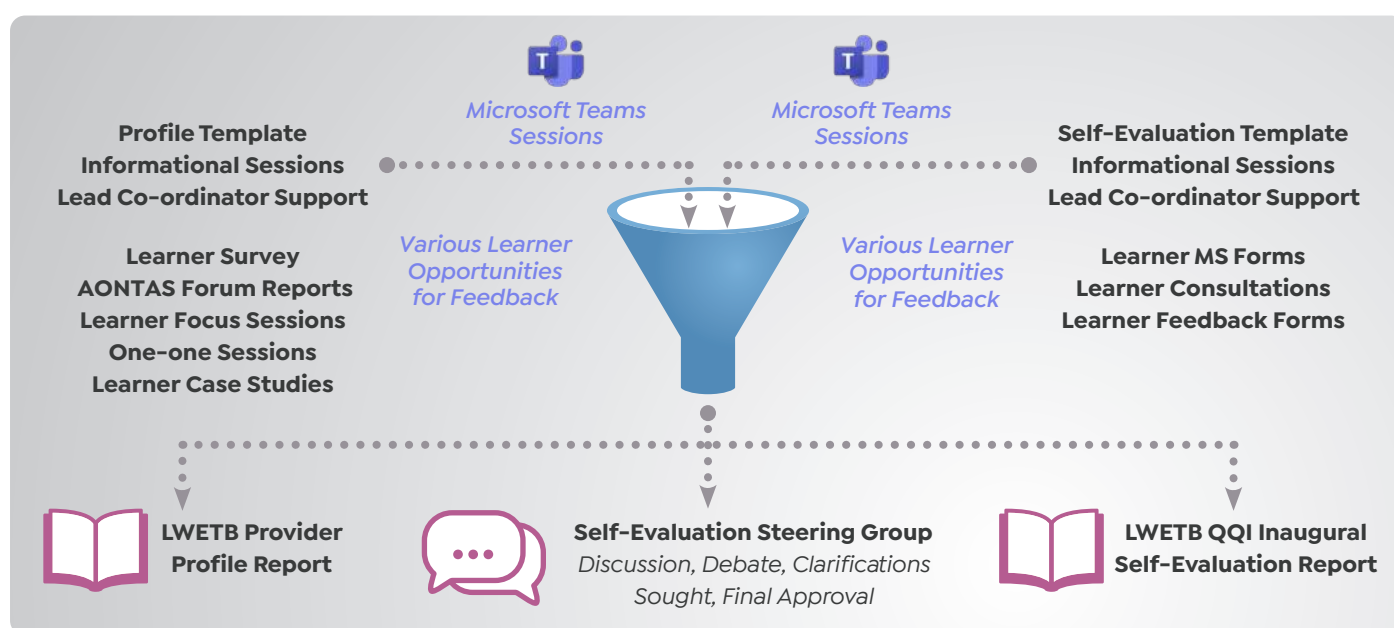 T
Microsoft Teams
Sessions
T
Microsoft Teams
Sessions
Profile Template
Informational Sessions
Lead Co-ordinator Support
Self-Evaluation Template
Informational Sessions
Lead Co-ordinator Support
Learner Survey
AONTAS Forum Reports
Learner Focus Sessions
One-one Sessions
Learner Case Studies
Various Learner
Opportunities
for Feedback
Various Learner
Opportunities
for Feedback
Learner MS Forms
Learner Consultations
Learner Feedback Forms
LWETB Provider
Profile Report
Self-Evaluation Steering Group
Discussion, Debate, Clarifications
Sought, Final Approval
LWETB QQI Inaugural
Self-Evaluation Report